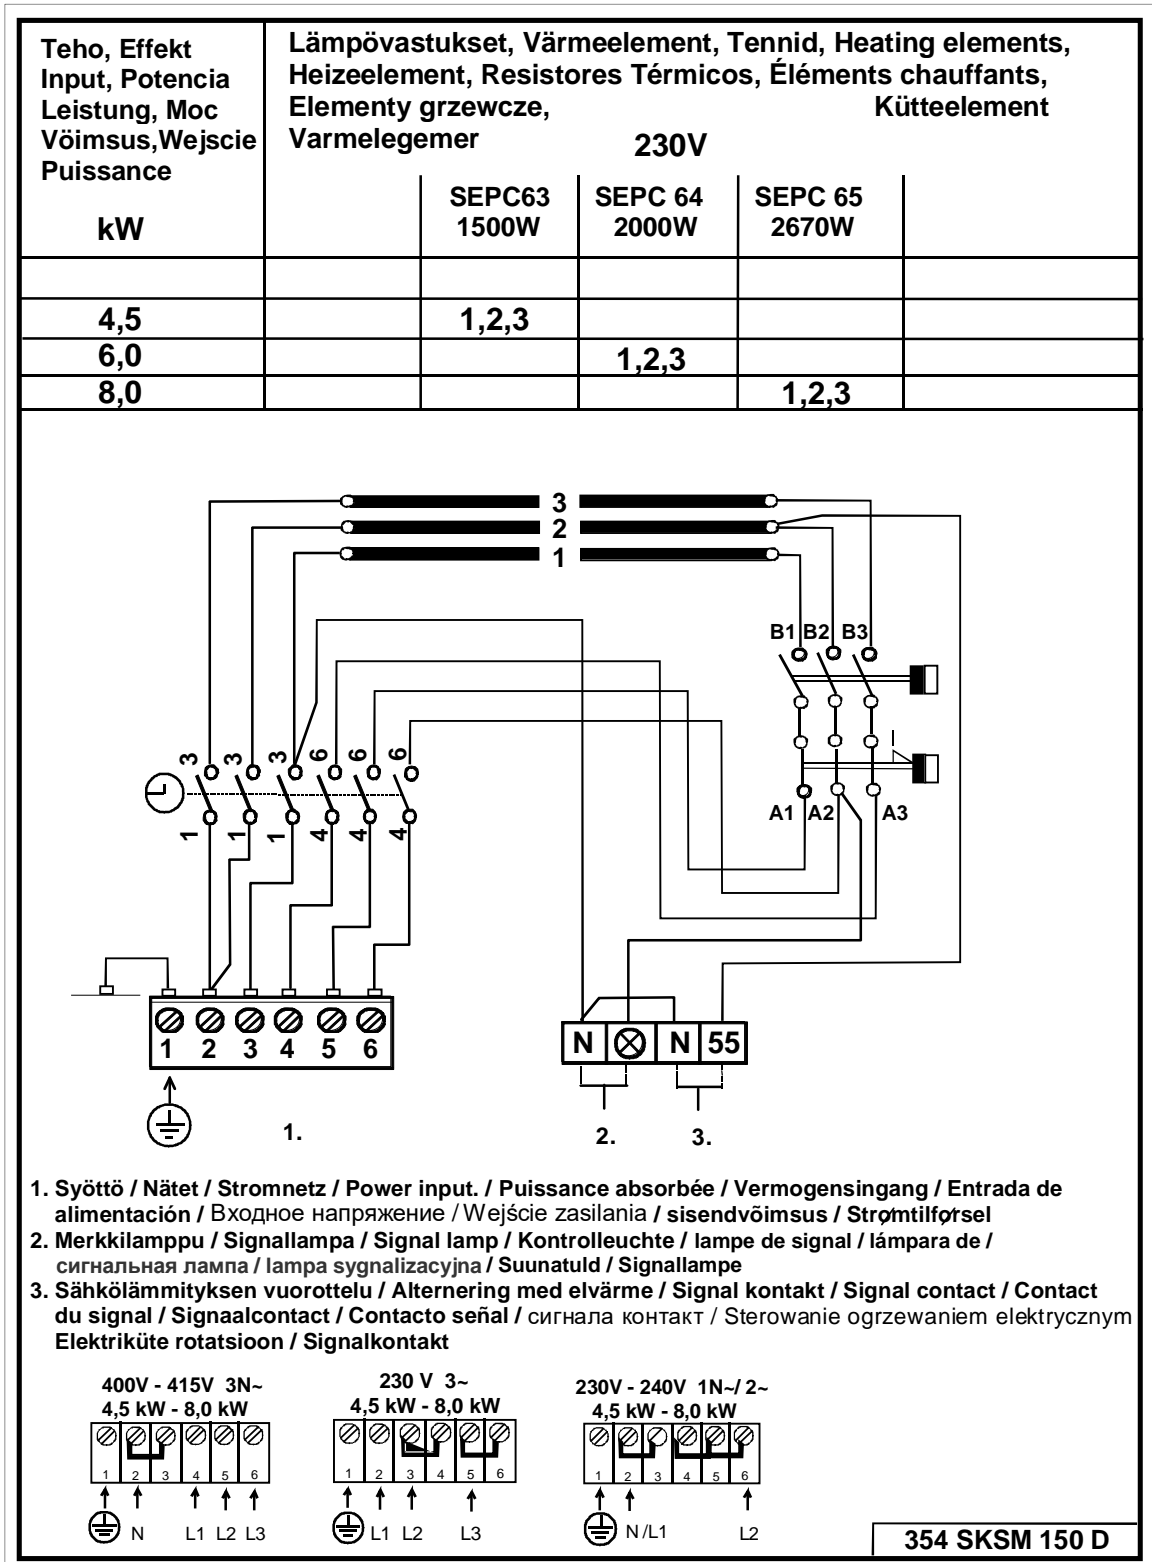 Teho, Effekt
Input, Potencia
Leistung, Moc
Vöimsus,Wejscie
Puissance
kW
Lämpövastukset, Värmeelement, Tennid, Heating elements,
Heizeelement, Resistores Térmicos, Éléments chauffants,
Elementy grzewcze, Kütteelement
Varmelegemer 230V
SEPC63 SEPC 64 SEPC 65
1500W 2000W 2670W
4,5 1,2,3
6,0 1,2,3
8,0 1,2,3
3
2
1
B1 B2 B3
3 3 3 6 6 6
1 1 1 4 4 4
A1 A2 A3
1 2 3 4 5 6
N N 55
1. 2. 3.
1. Syöttö / Nätet / Stromnetz / Power input. / Puissance absorbée / Vermogensingang / Entrada de
alimentación / Входное напряжение / Wejście zasilania / sisendvõimsus / Strømtilførsel
2. Merkkilamppu / Signallampa / Signal lamp / Kontrolleuchte / lampe de signal / lámpara de /
сигнальная лампа / lampa sygnalizacyjna / Suunatuld / Signallampe
3. Sähkölämmityksen vuorottelu / Alternering med elvärme / Signal kontakt / Signal contact / Contact
du signal / Signaalcontact / Contacto señal / сигнала контакт / Sterowanie ogrzewaniem elektrycznym
Elektriküte rotatsioon / Signalkontakt
400V - 415V 3N~
4,5 kW - 8,0 kW
1 2 3 4 5 6
N L1 L2 L3
230 V 3~
4,5 kW - 8,0 kW
1 2 3 4 5 6
L1 L2 L3
230V - 240V 1N~/ 2~
4,5 kW - 8,0 kW
1 2 3 4 5 6
N /L1 L2
354 SKSM 150 D